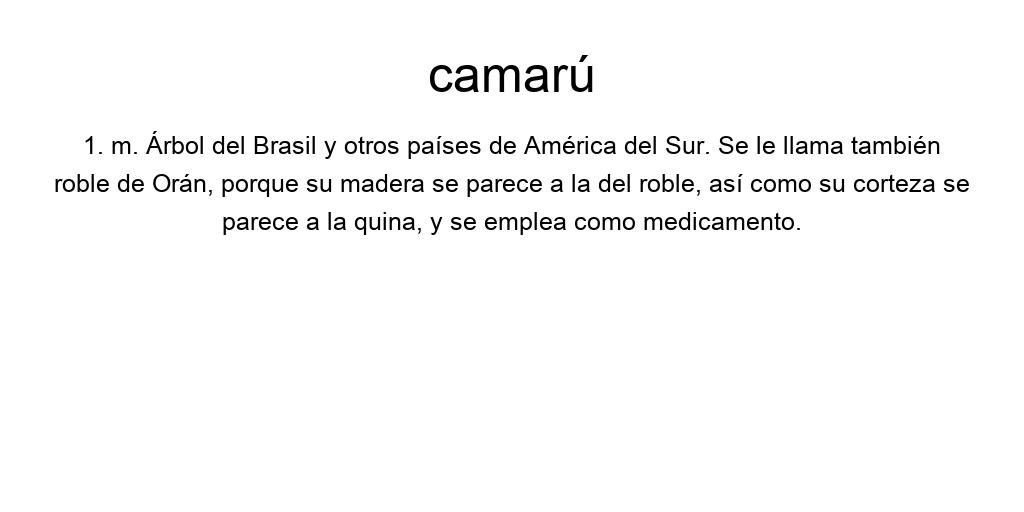 camarú
1. m. Árbol del Brasil y otros países de América del Sur. Se le llama también
roble de Orán, porque su madera se parece a la del roble, así como su corteza se
parece a la quina, y se emplea como medicamento.